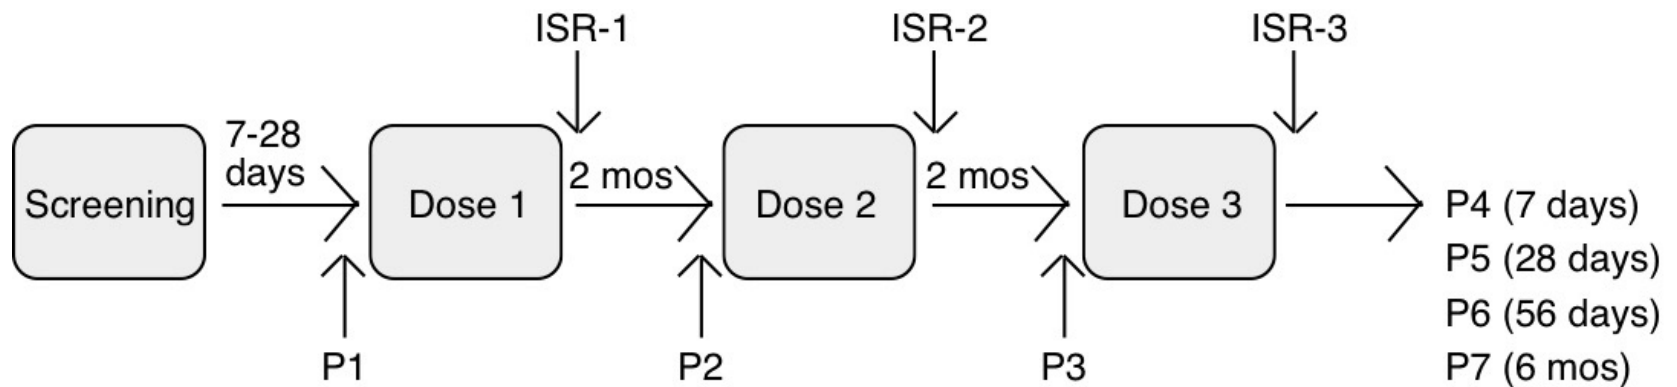 ISR-1
ISR-2
ISR-3
7-28
days
2 mos
2 mos
Screening
Dose 1
Dose 2
Dose 3
P4 (7 days)
P5 (28 days)
P6 (56 days)
P7 (6 mos)
P1
P2
P3